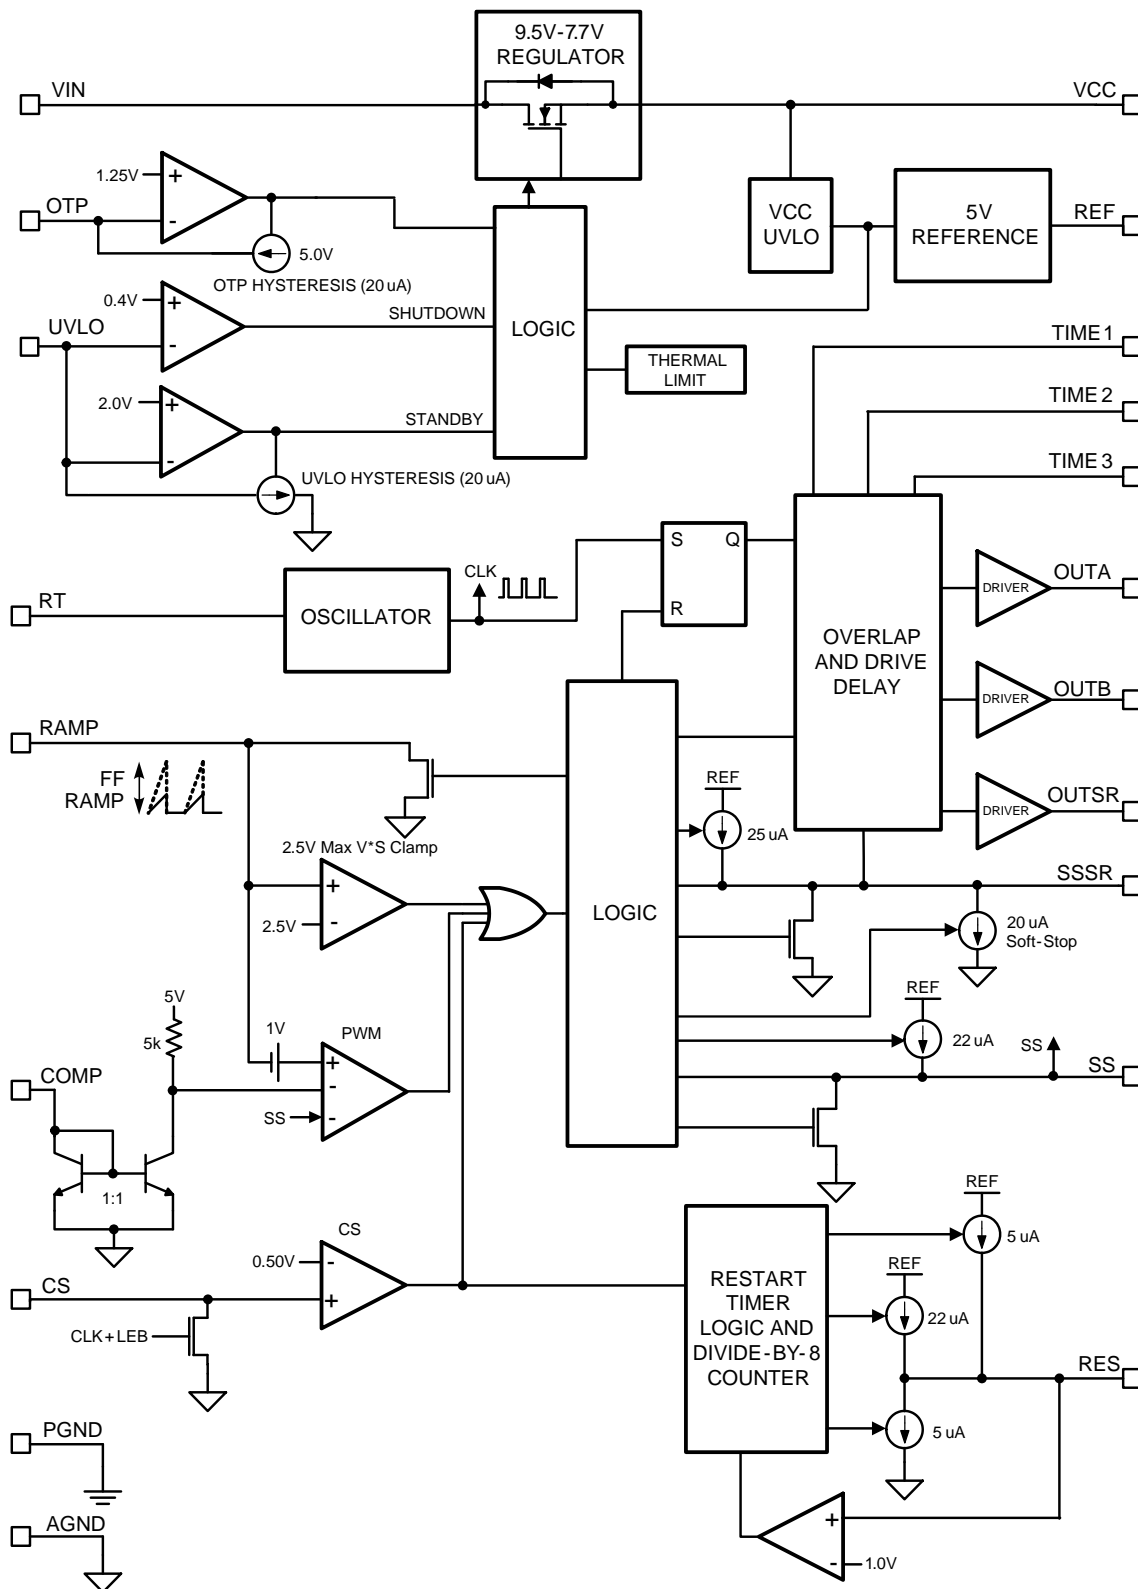 9.5V-7.7V
REGULATOR
VIN
VCC
1.25V
+
OTP
-
5.0V
OTP HYSTERESIS (20 uA)
VCC
UVLO
5V
REFERENCE
REF
0.4V
+
SHUTDOWN
UVLO
-
LOGIC
THERMAL
LIMIT
TIME 1
2.0V
+
STANDBY
-
UVLO HYSTERESIS (20 uA)
TIME 2
TIME 3
S
Q
R
CLK
RT
OSCILLATOR
OVERLAP
AND DRIVE
DELAY
DRIVER
OUTA
DRIVER
OUTB
DRIVER
OUTSR
RAMP
FF
RAMP
REF
25 uA
2.5V Max V*S Clamp
+
2.5V
-
LOGIC
SSSR
20 uA
Soft-Stop
5V
5k
1V
PWM
+
-
SS
-
REF
22 uA
SS
SS
COMP
1:1
CS
0.50V
-
+
CS
CLK+LEB
RESTART
TIMER
LOGIC AND
DIVIDE-BY-8
COUNTER
REF
5 uA
REF
22 uA
RES
5 uA
PGND
AGND
+
-
1.0V